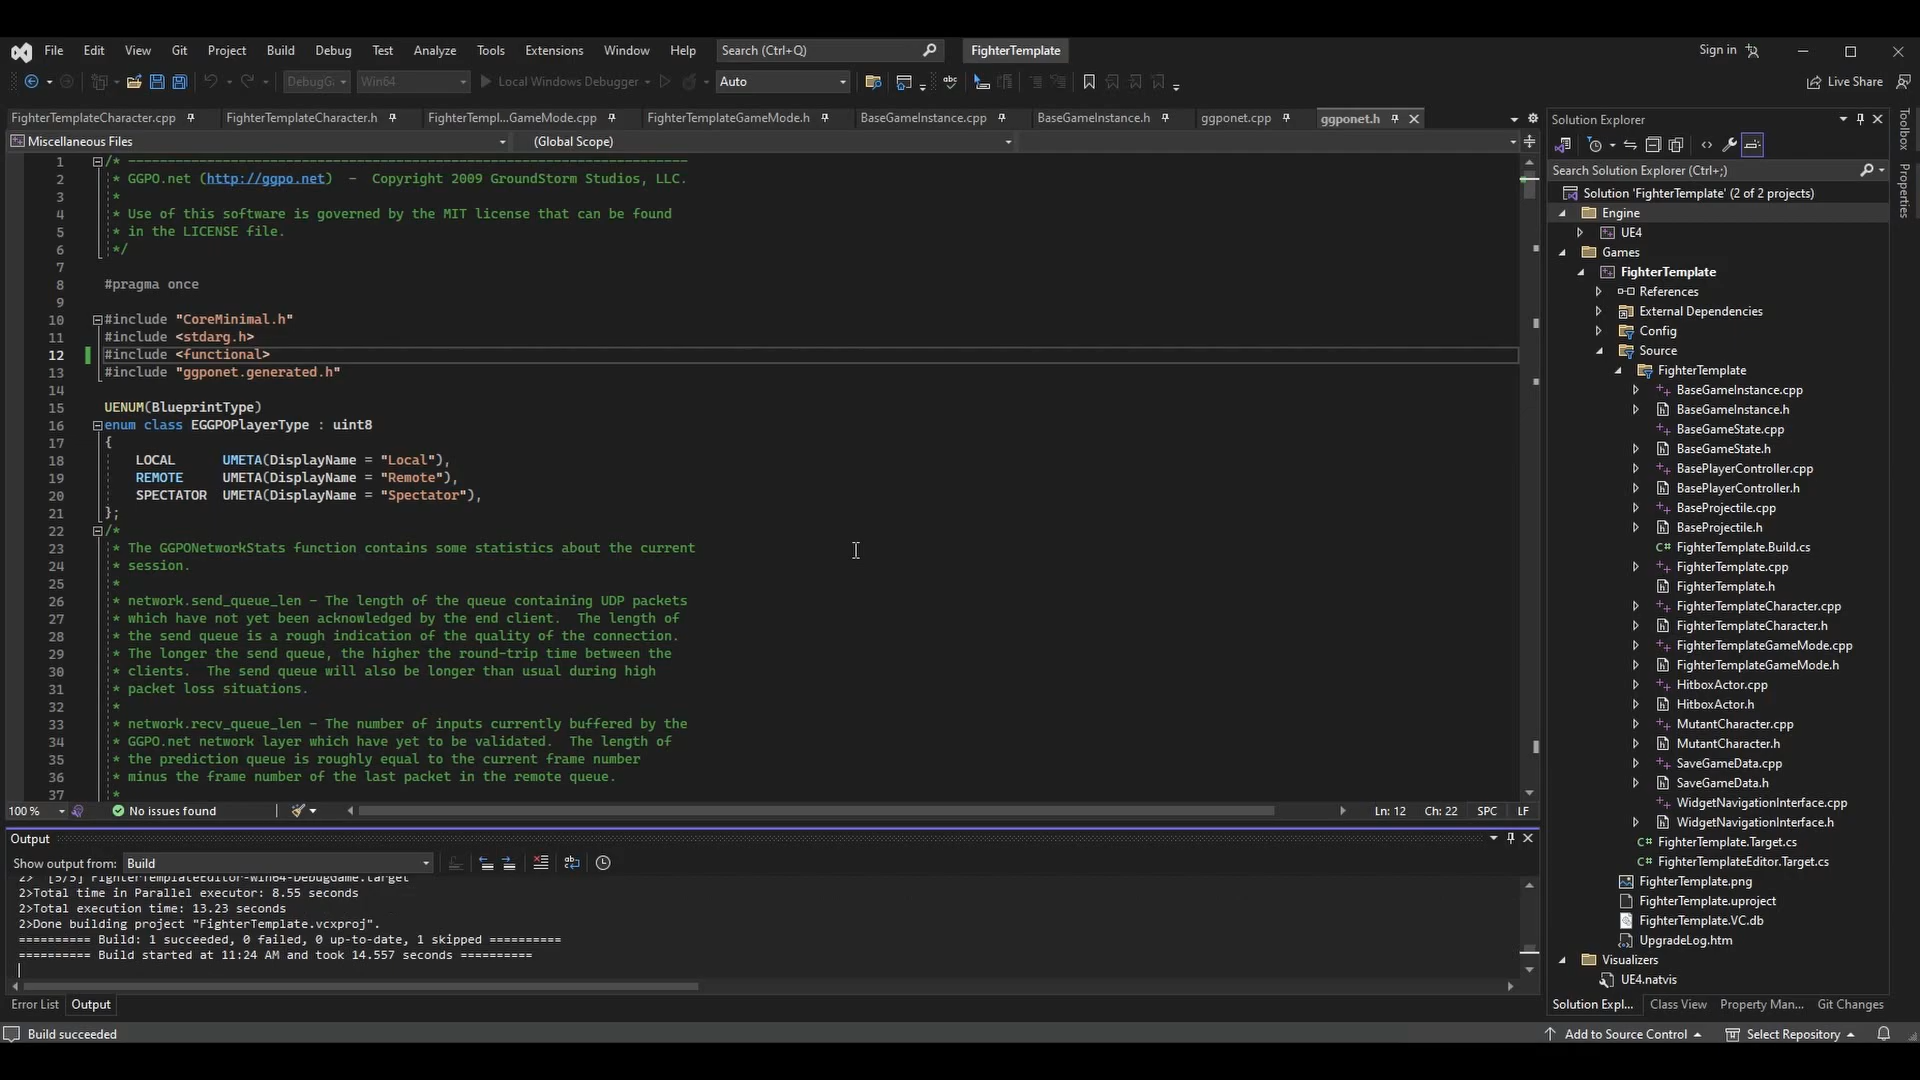 File Edit View Git Project Build Debug Test Analyze Tools Extensions Window Help Search (Ctrl+Q) FighterTemplate Sign in
DebugG Win64 Local Windows Debugger Auto Live Share
FighterTemplateCharacter.cpp FighterTemplateCharacter.h FighterTempl...GameMode.cpp FighterTemplateGameMode.h BaseGameInstance.cpp BaseGameInstance.h ggponet.cpp ggponet.h
Miscellaneous Files (Global Scope)
1 /* ------------------------------------------------------------------------
2 * GGPO.net (http://ggpo.net) - Copyright 2009 GroundStorm Studios, LLC.
3 *
4 * Use of this software is governed by the MIT license that can be found
5 * in the LICENSE file.
6 */
7
8 #pragma once
9
10 #include "CoreMinimal.h"
11 #include <stdarg.h>
12 #include <functional>
13 #include "ggponet.generated.h"
14
15 UENUM(BlueprintType)
16 enum class EGGPOPlayerType : uint8
17 {
18 LOCAL UMETA(DisplayName = "Local"),
19 REMOTE UMETA(DisplayName = "Remote"),
20 SPECTATOR UMETA(DisplayName = "Spectator"),
21 };
22 /*
23 * The GGPONetworkStats function contains some statistics about the current
24 * session.
25 *
26 * network.send_queue_len - The length of the queue containing UDP packets
27 * which have not yet been acknowledged by the end client. The length of
28 * the send queue is a rough indication of the quality of the connection.
29 * The longer the send queue, the higher the round-trip time between the
30 * clients. The send queue will also be longer than usual during high
31 * packet loss situations.
32 *
33 * network.recv_queue_len - The number of inputs currently buffered by the
34 * GGPO.net network layer which have yet to be validated. The length of
35 * the prediction queue is roughly equal to the current frame number
36 * minus the frame number of the last packet in the remote queue.
37 *
100 % No issues found Ln: 12 Ch: 22 SPC LF
Output
Show output from: Build
2> [5/5] FighterTemplateEditor-Win64-DebugGame.target
2>Total time in Parallel executor: 8.55 seconds
2>Total execution time: 13.23 seconds
2>Done building project "FighterTemplate.vcxproj".
========== Build: 1 succeeded, 0 failed, 0 up-to-date, 1 skipped ==========
========== Build started at 11:24 AM and took 14.557 seconds ==========
Error List Output
Build succeeded
Solution Explorer
Search Solution Explorer (Ctrl+;)
Solution 'FighterTemplate' (2 of 2 projects)
Engine
UE4
Games
FighterTemplate
References
External Dependencies
Config
Source
FighterTemplate
BaseGameInstance.cpp
BaseGameInstance.h
BaseGameState.cpp
BaseGameState.h
BasePlayerController.cpp
BasePlayerController.h
BaseProjectile.cpp
BaseProjectile.h
C# FighterTemplate.Build.cs
FighterTemplate.cpp
FighterTemplate.h
FighterTemplateCharacter.cpp
FighterTemplateCharacter.h
FighterTemplateGameMode.cpp
FighterTemplateGameMode.h
HitboxActor.cpp
HitboxActor.h
MutantCharacter.cpp
MutantCharacter.h
SaveGameData.cpp
SaveGameData.h
WidgetNavigationInterface.cpp
WidgetNavigationInterface.h
C# FighterTemplate.Target.cs
C# FighterTemplateEditor.Target.cs
FighterTemplate.png
FighterTemplate.uproject
FighterTemplate.VC.db
UpgradeLog.htm
Visualizers
UE4.natvis
Solution Expl... Class View Property Man... Git Changes
Add to Source Control Select Repository
Toolbox
Properties